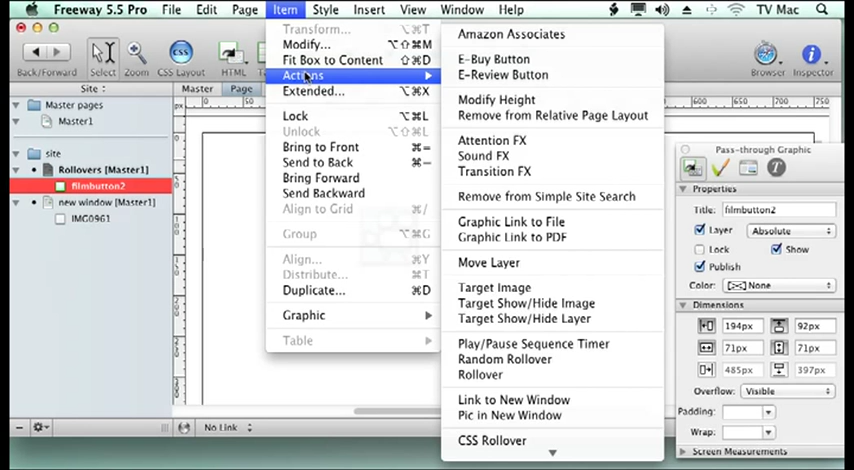 Freeway 5.5 Pro File Edit Page Item Style Insert View Window Help TV Mac
Back/Forward Select Zoom CSS Layout HTML Browser Inspector
CSS
Site
Master Page
px 0 50 650 700 750
Master pages
Master1
site
Rollovers [Master1]
filmbutton2
new window [Master1]
IMG0961
Transform... ⌥⌘T
Modify... ⌥⇧⌘M
Fit Box to Content ⇧⌘D
Actions
Extended... ⌥⌘X
Lock ⌥⌘L
Unlock ⌥⇧⌘L
Bring to Front ⌘=
Send to Back ⌘−
Bring Forward
Send Backward
Align to Grid ⌘/
Group ⌥⌘G
Align... ⌘Y
Distribute... ⌘T
Duplicate... ⌘D
Graphic
Table
Amazon Associates
E-Buy Button
E-Review Button
Modify Height
Remove from Relative Page Layout
Attention FX
Sound FX
Transition FX
Remove from Simple Site Search
Graphic Link to File
Graphic Link to PDF
Move Layer
Target Image
Target Show/Hide Image
Target Show/Hide Layer
Play/Pause Sequence Timer
Random Rollover
Rollover
Link to New Window
Pic in New Window
CSS Rollover
Pass-through Graphic
T
Properties
Title: filmbutton2
Layer Absolute
Lock Show
Publish
Color: None
Dimensions
194px 92px
71px 71px
485px 397px
Overflow: Visible
Padding:
Wrap:
Screen Measurements
No Link